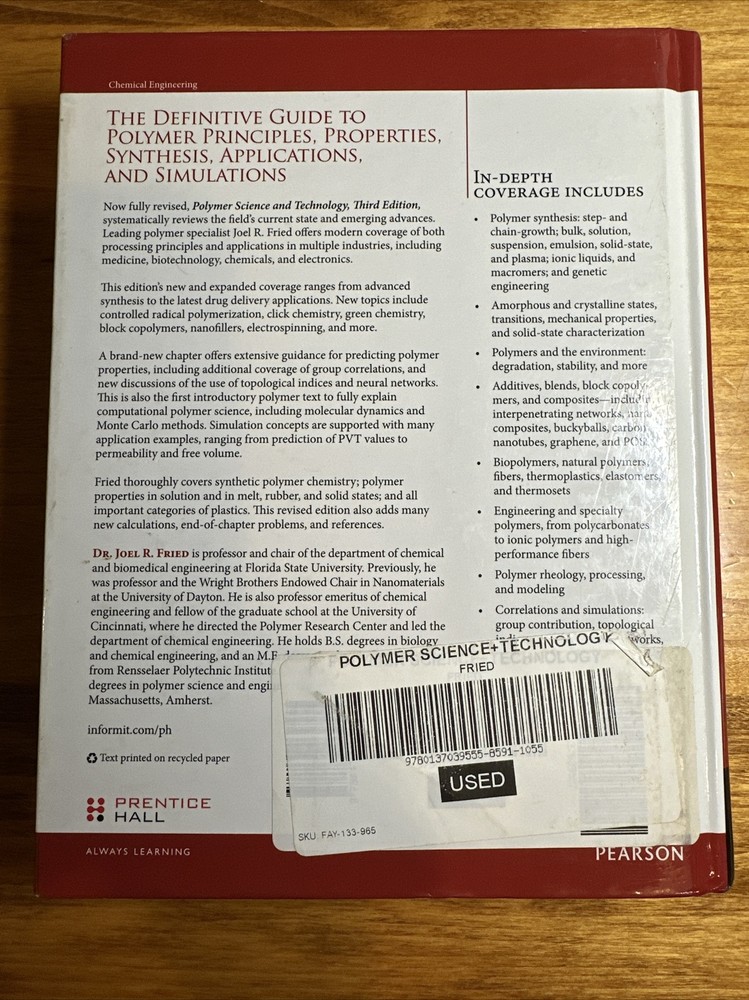 Chemical Engineering
THE DEFINITIVE GUIDE TO
POLYMER PRINCIPLES, PROPERTIES,
SYNTHESIS, APPLICATIONS,
AND SIMULATIONS
Now fully revised, Polymer Science and Technology, Third Edition,
systematically reviews the field's current state and emerging advances.
Leading polymer specialist Joel R. Fried offers modern coverage of both
processing principles and applications in multiple industries, including
medicine, biotechnology, chemicals, and electronics.
This edition's new and expanded coverage ranges from advanced
synthesis to the latest drug delivery applications. New topics include
controlled radical polymerization, click chemistry, green chemistry,
block copolymers, nanofillers, electrospinning, and more.
A brand-new chapter offers extensive guidance for predicting polymer
properties, including additional coverage of group correlations, and
new discussions of the use of topological indices and neural networks.
This is also the first introductory polymer text to fully explain
computational polymer science, including molecular dynamics and
Monte Carlo methods. Simulation concepts are supported with many
application examples, ranging from prediction of PVT values to
permeability and free volume.
Fried thoroughly covers synthetic polymer chemistry; polymer
properties in solution and in melt, rubber, and solid states; and all
important categories of plastics. This revised edition also adds many
new calculations, end-of-chapter problems, and references.
DR. JOEL R. FRIED is professor and chair of the department of chemical
and biomedical engineering at Florida State University. Previously, he
was professor and the Wright Brothers Endowed Chair in Nanomaterials
at the University of Dayton. He is also professor emeritus of chemical
engineering and fellow of the graduate school at the University of
Cincinnati, where he directed the Polymer Research Center and led the
department of chemical engineering. He holds B.S. degrees in biology
and chemical engineering, and an M.E.
from Rensselaer Polytechnic
degrees in polymer science and
Massachusetts, Amherst.
informit.com/ph
Text printed on recycled paper
PRENTICE
HALL
ALWAYS LEARNING
IN-DEPTH
COVERAGE INCLUDES
• Polymer synthesis: step- and
chain-growth; bulk, solution,
suspension, emulsion, solid-state,
and plasma; ionic liquids, and
macromers; and genetic
engineering
• Amorphous and crystalline states,
transitions, mechanical properties,
and solid-state characterization
• Polymers and the environment:
degradation, stability, and more
• Additives, blends, block copoly-
mers, and composites—including
interpenetrating networks,
composites, buckyballs, carbon
nanotubes, graphene, and
• Biopolymers, natural polymers,
fibers, thermoplastics, elastomers,
and thermosets
• Engineering and specialty
polymers, from polycarbonates
to ionic polymers and high-
performance fibers
• Polymer rheology, processing,
and modeling
• Correlations and simulations:
group contribution, topological
POLYMER SCIENCE+TECHNOLOGY
FRIED
9780137039555-8591-1055
USED
SKU: FAY-133-965
PEARSON